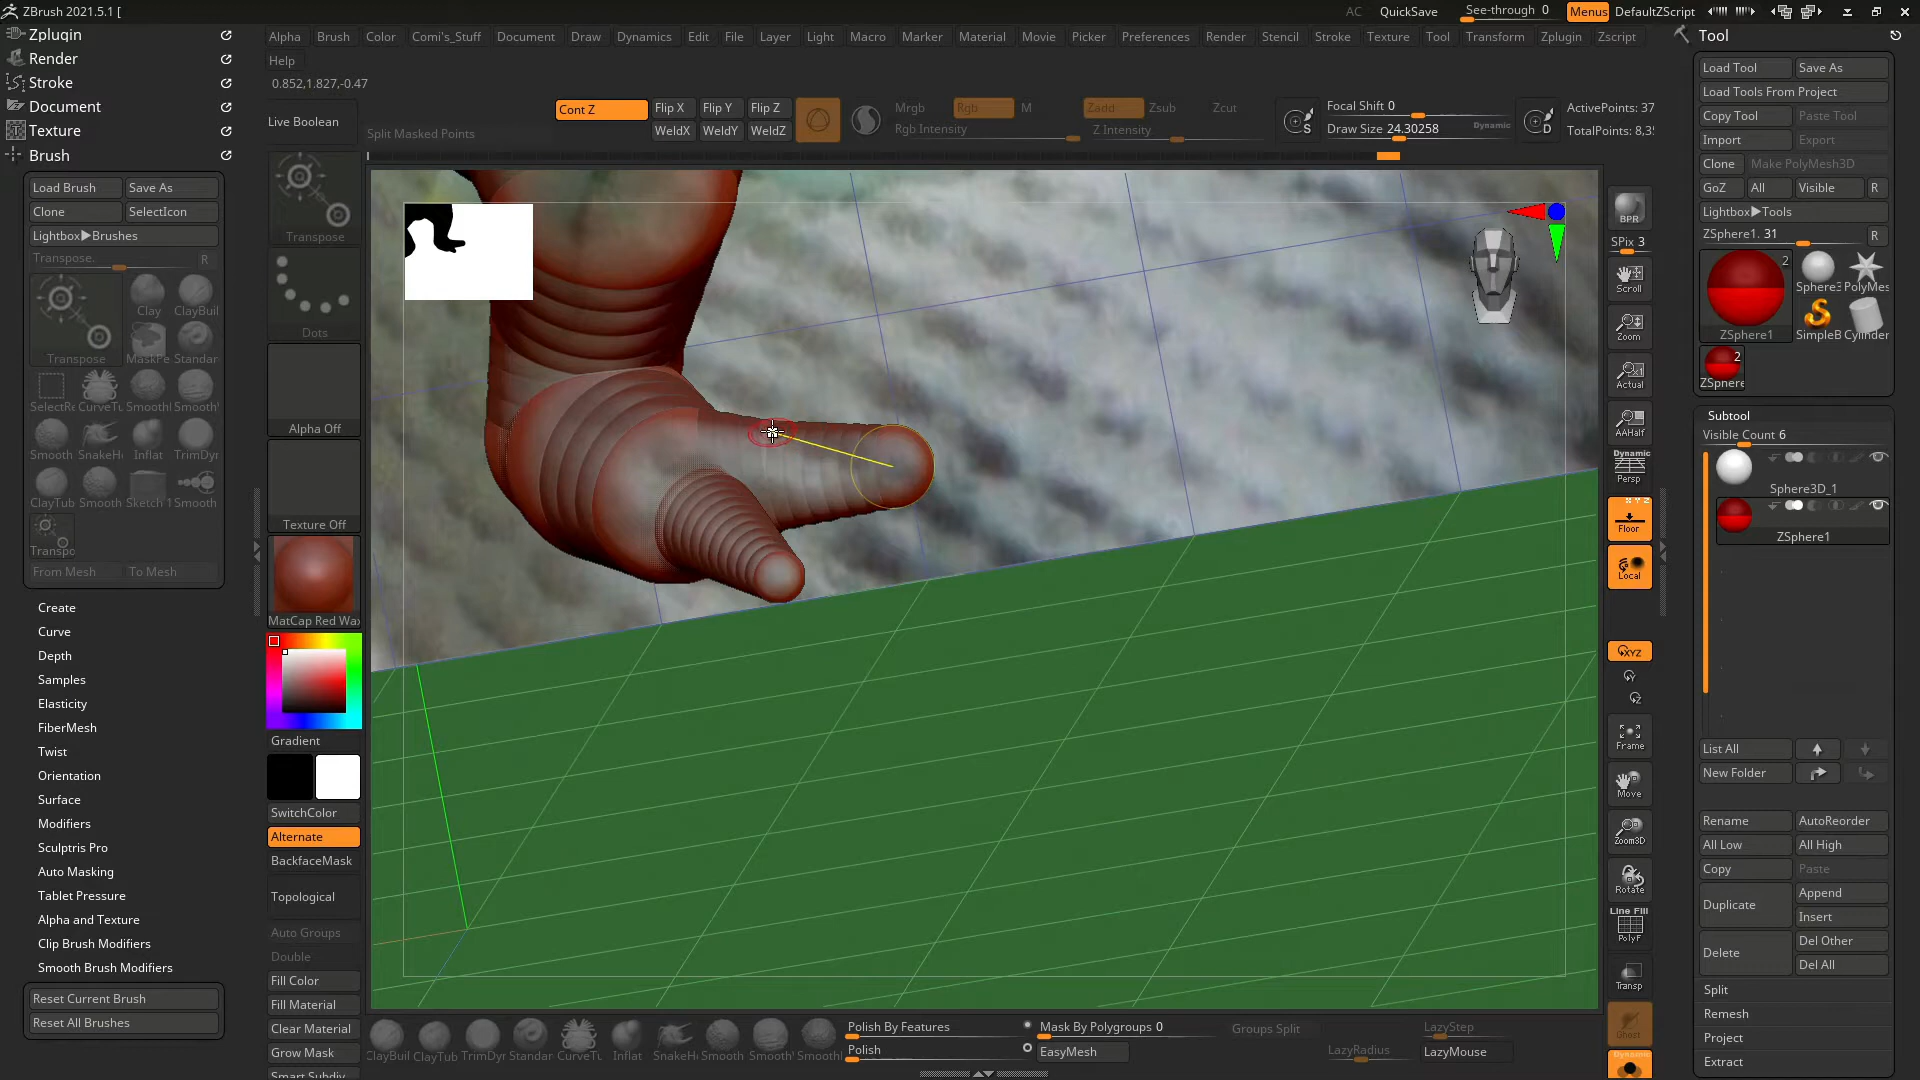 ZBrush 2021.5.1 [
AC
QuickSave
See-through 0
Menus
DefaultZScript
Zplugin
Render
Stroke
Document
Texture
Brush
Alpha Brush Color Comi's_Stuff Document Draw Dynamics Edit File Layer Light Macro Marker Material Movie Picker Preferences Render Stencil Stroke Texture Tool Transform Zplugin Zscript
Help
0.852,1.827,-0.47
Live Boolean
Split Masked Points
Cont Z
Flip X Flip Y Flip Z
WeldX WeldY WeldZ
Mrgb Rgb M
Rgb Intensity
Zadd Zsub Zcut
Z Intensity
S
Focal Shift 0
Draw Size 24.30258
Dynamic
D
ActivePoints: 37
TotalPoints: 8,3
Load Brush Save As
Clone SelectIcon
Lightbox▶Brushes
Transpose. R
Transpose
Clay ClayBuil
MaskPe Standar
SelectRe CurveTu Smooth Smooth
Smooth SnakeHo Inflat TrimDyr
ClayTub Smooth Sketch 1 Smooth
Transpo
From Mesh To Mesh
Create
Curve
Depth
Samples
Elasticity
FiberMesh
Twist
Orientation
Surface
Modifiers
Sculptris Pro
Auto Masking
Tablet Pressure
Alpha and Texture
Clip Brush Modifiers
Smooth Brush Modifiers
Reset Current Brush
Reset All Brushes
Transpose
Dots
Alpha Off
Texture Off
MatCap Red Wax
Gradient
SwitchColor
Alternate
BackfaceMask
Topological
Auto Groups
Double
Fill Color
Fill Material
Clear Material
Grow Mask
Smart Subdiv
BPR
SPix 3
Scroll
Zoom
Actual
AAHalf
Persp
X Y Z
Floor
Local
XYZ
Y
Z
Frame
Move
Zoom3D
Rotate
Line Fill
PolyF
Transp
Ghost
Dynamic
ClayBuil ClayTub TrimDyr Standar CurveTu Inflat SnakeHo Smooth Smooth Smooth
Polish By Features
Polish
Mask By Polygroups 0
EasyMesh
Groups Split
LazyRadius
LazyStep
LazyMouse
Tool
Load Tool Save As
Load Tools From Project
Copy Tool Paste Tool
Import Export
Clone Make PolyMesh3D
GoZ All Visible R
Lightbox▶Tools
ZSphere1. 31 R
2
ZSphere1
Sphere3 PolyMes
SimpleB Cylinder
2
ZSphere
Subtool
Visible Count 6
Sphere3D_1
ZSphere1
List All
New Folder
Rename AutoReorder
All Low All High
Copy Paste
Duplicate Append
Insert
Delete Del Other
Del All
Split
Remesh
Project
Extract